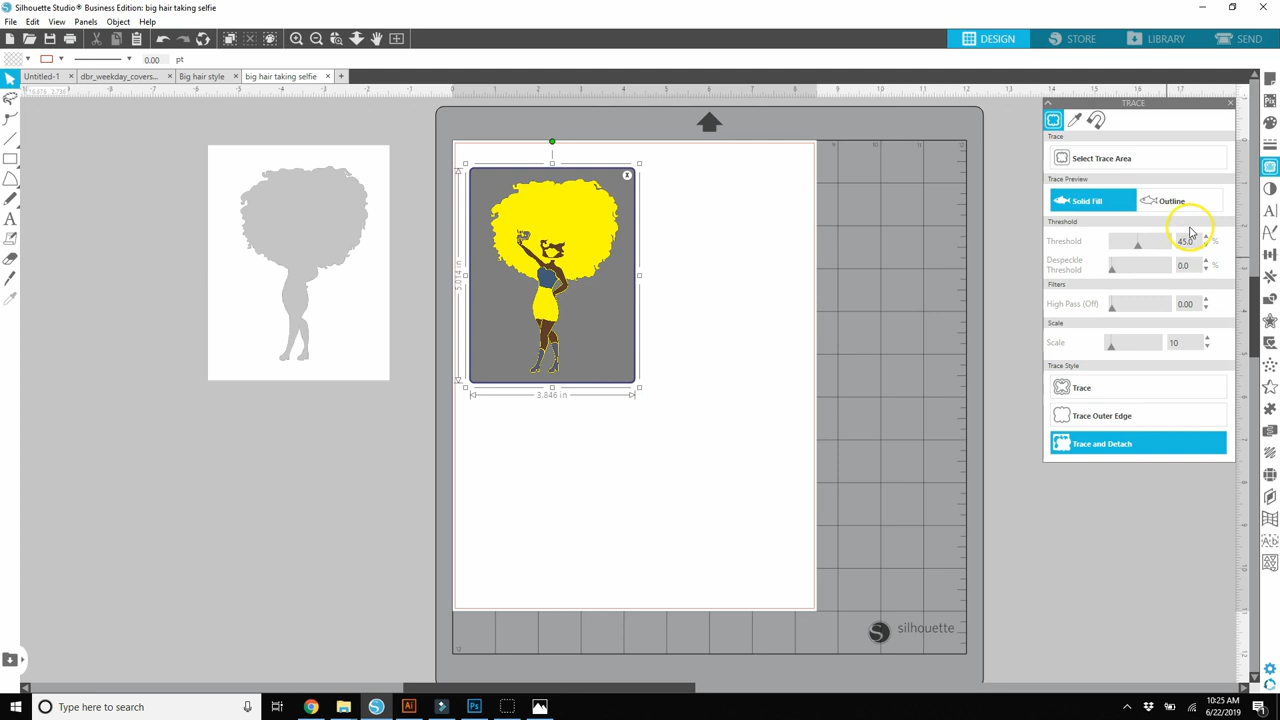 Silhouette Studio® Business Edition: big hair taking selfie
File Edit View Panels Object Help
DESIGN STORE LIBRARY SEND
0.00 pt
Untitled-1 dbr_weekday_covers... Big hair style big hair taking selfie
TRACE
Trace
Select Trace Area
Trace Preview
Solid Fill Outline
Threshold
Threshold 45.0 %
Despeckle Threshold 0.0 %
Filters
High Pass (Off) 0.00
Scale
Scale 10
Trace Style
Trace
Trace Outer Edge
Trace and Detach
X
3.846 in
silhouette
Type here to search
10:25 AM
6/22/2019